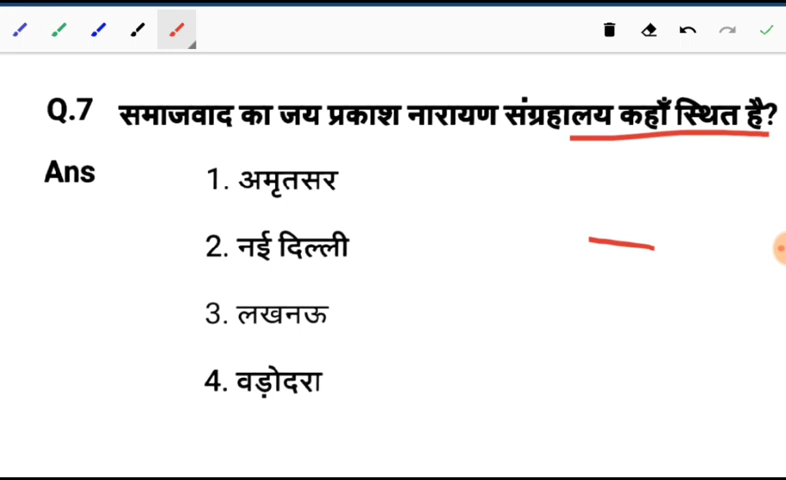 Q.7 समाजवाद का जय प्रकाश नारायण संग्रहालय कहाँ स्थित है?
Ans 1. अमृतसर
2. नई दिल्ली
3. लखनऊ
4. वड़ोदरा